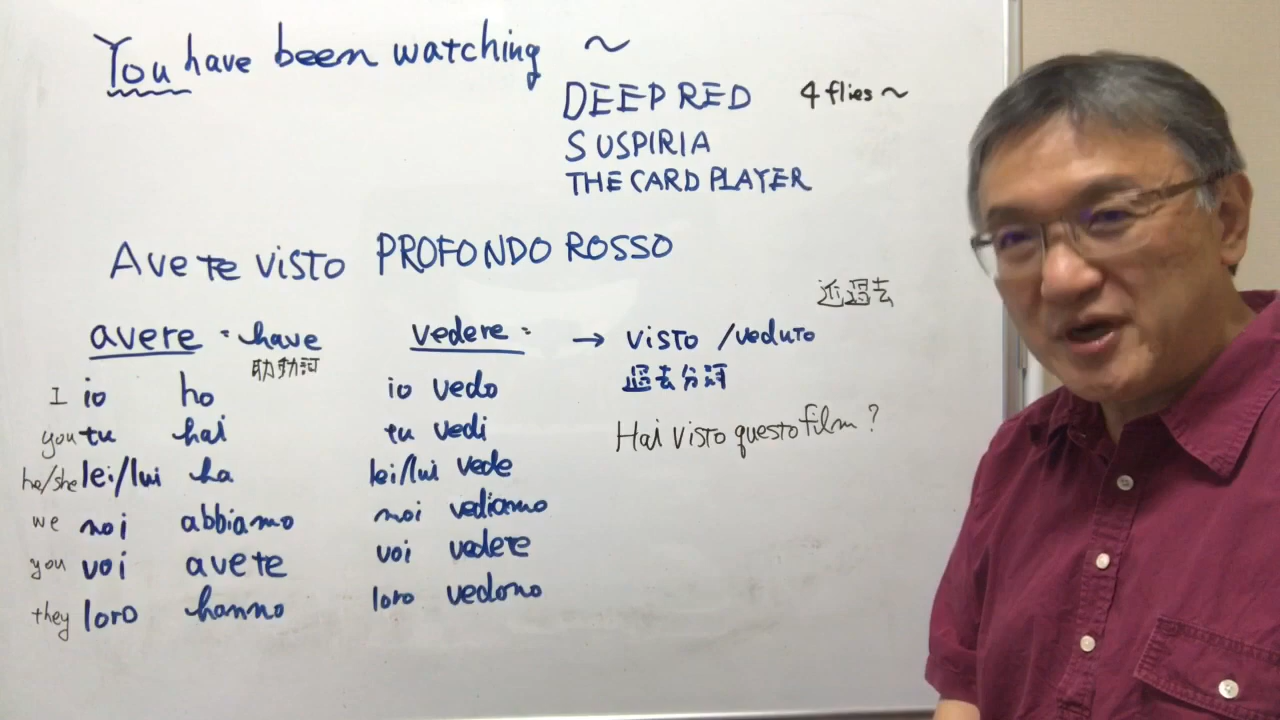 You have been watching ~
DEEP RED 4 flies ~
SUSPIRIA
THE CARD PLAYER
Avete visto PROFONDO ROSSO
近過去
avere = have
助動詞
vedere = → visto / veduto
過去分詞
I io ho io vedo
you tu hai tu vedi
he/she lei/lui ha lei/lui vede
we noi abbiamo noi vediamo
you voi avete voi vedere
they loro hanno loro vedono
Hai visto questo film?